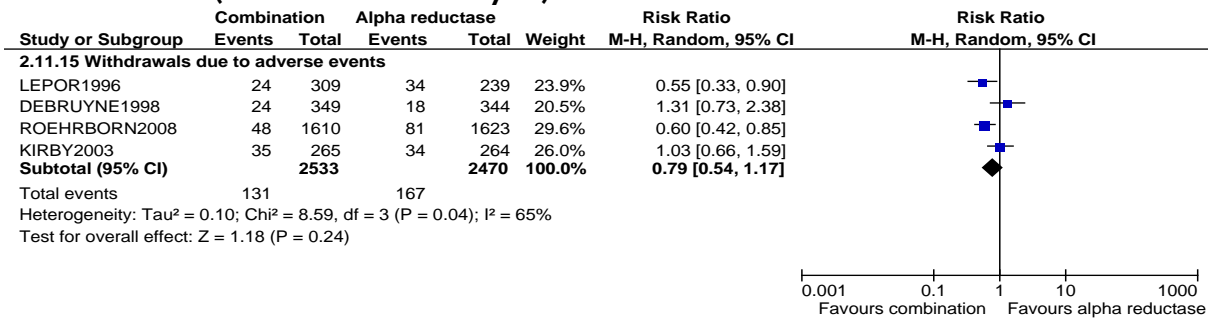 Combination Alpha reductase Risk Ratio Risk Ratio
Study or Subgroup Events Total Events Total Weight M-H, Random, 95% CI M-H, Random, 95% CI
2.11.15 Withdrawals due to adverse events
LEPOR1996 24 309 34 239 23.9% 0.55 [0.33, 0.90]
DEBRUYNE1998 24 349 18 344 20.5% 1.31 [0.73, 2.38]
ROEHRBORN2008 48 1610 81 1623 29.6% 0.60 [0.42, 0.85]
KIRBY2003 35 265 34 264 26.0% 1.03 [0.66, 1.59]
Subtotal (95% CI) 2533 2470 100.0% 0.79 [0.54, 1.17]
Total events 131 167
Heterogeneity: Tau² = 0.10; Chi² = 8.59, df = 3 (P = 0.04); I² = 65%
Test for overall effect: Z = 1.18 (P = 0.24)
0.001 0.1 1 10 1000
Favours combination Favours alpha reductase